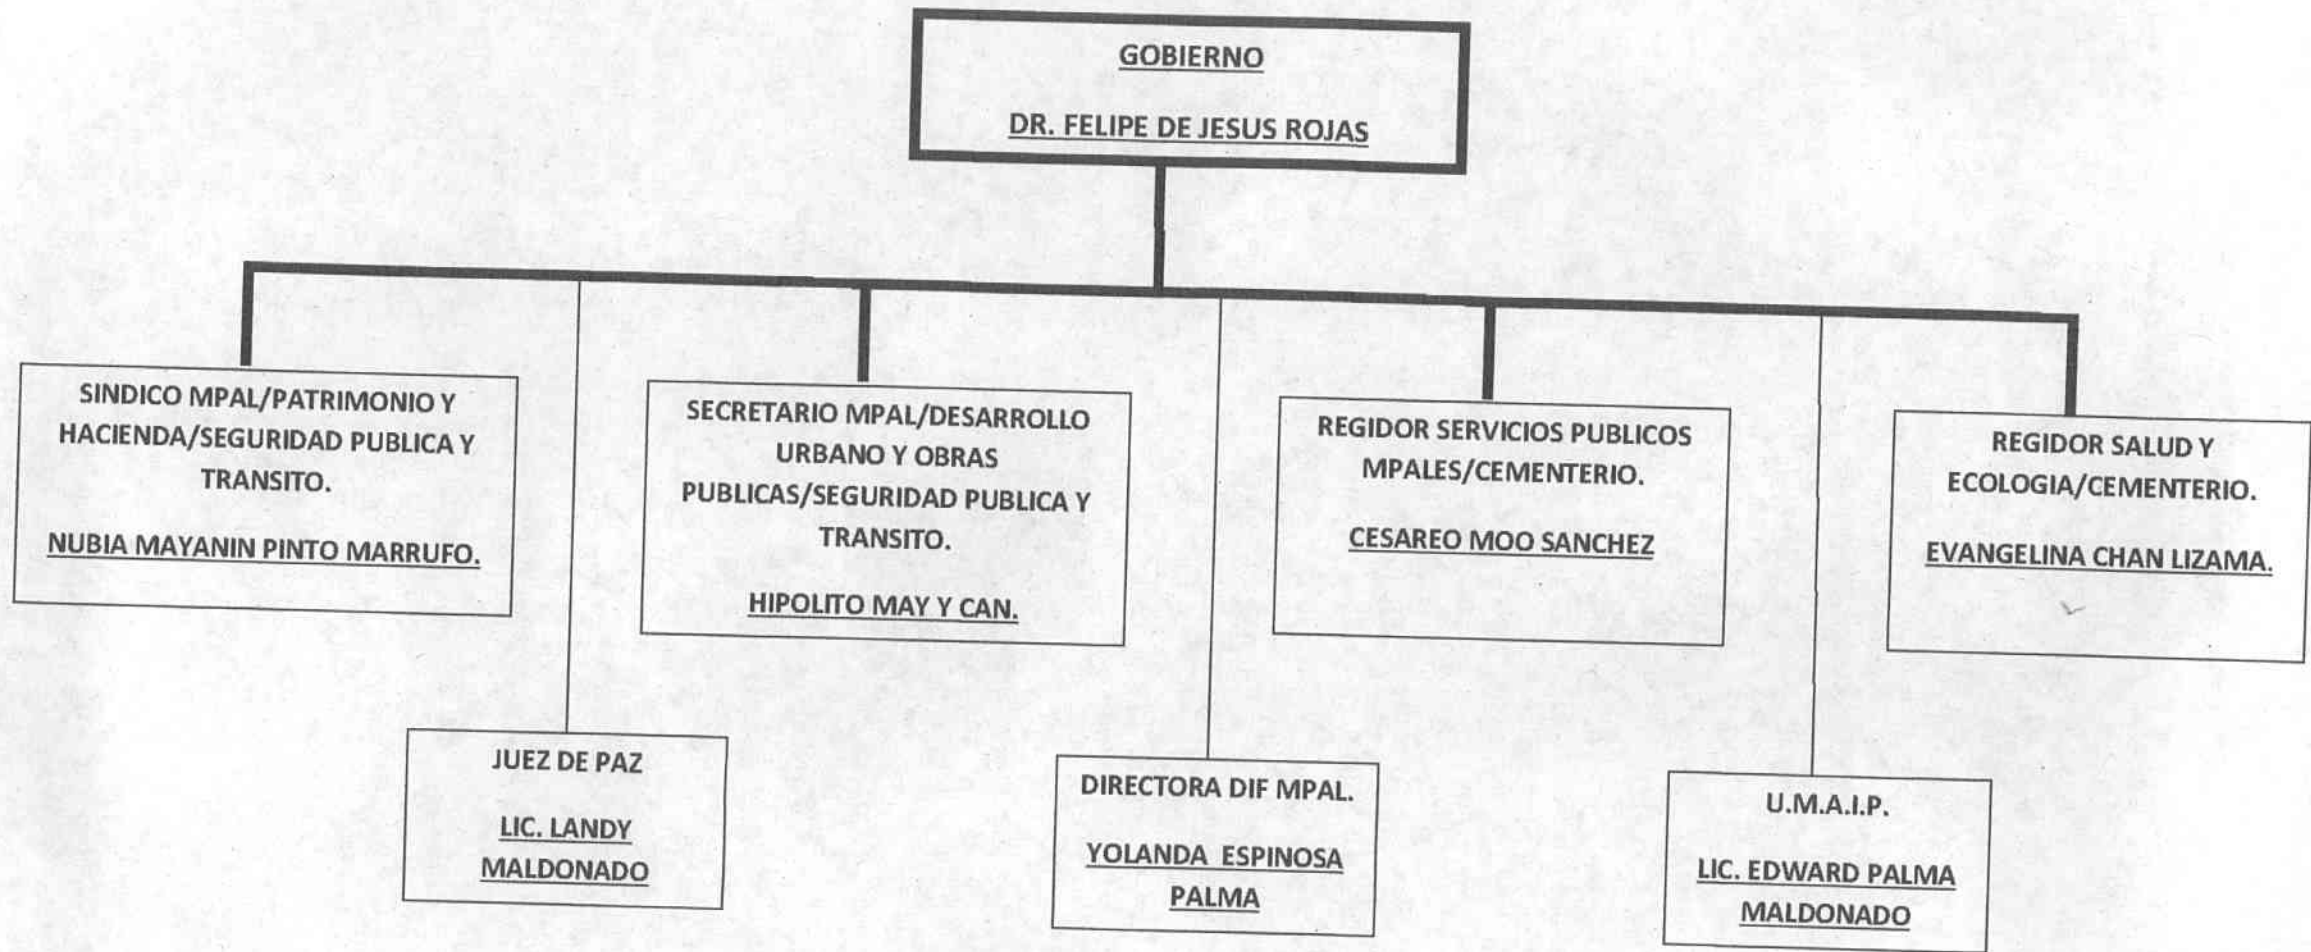 GOBIERNO
DR. FELIPE DE JESUS ROJAS
SINDICO MPAL/PATRIMONIO Y
HACIENDA/SEGURIDAD PUBLICA Y
TRANSITO.
NUBIA MAYANIN PINTO MARRUFO.
SECRETARIO MPAL/DESARROLLO
URBANO Y OBRAS
PUBLICAS/SEGURIDAD PUBLICA Y
TRANSITO.
HIPOLITO MAY Y CAN.
REGIDOR SERVICIOS PUBLICOS
MPALES/CEMENTERIO.
CESAREO MOO SANCHEZ
REGIDOR SALUD Y
ECOLOGIA/CEMENTERIO.
EVANGELINA CHAN LIZAMA.
JUEZ DE PAZ
LIC. LANDY
MALDONADO
DIRECTORA DIF MPAL.
YOLANDA ESPINOSA
PALMA
U.M.A.I.P.
LIC. EDWARD PALMA
MALDONADO